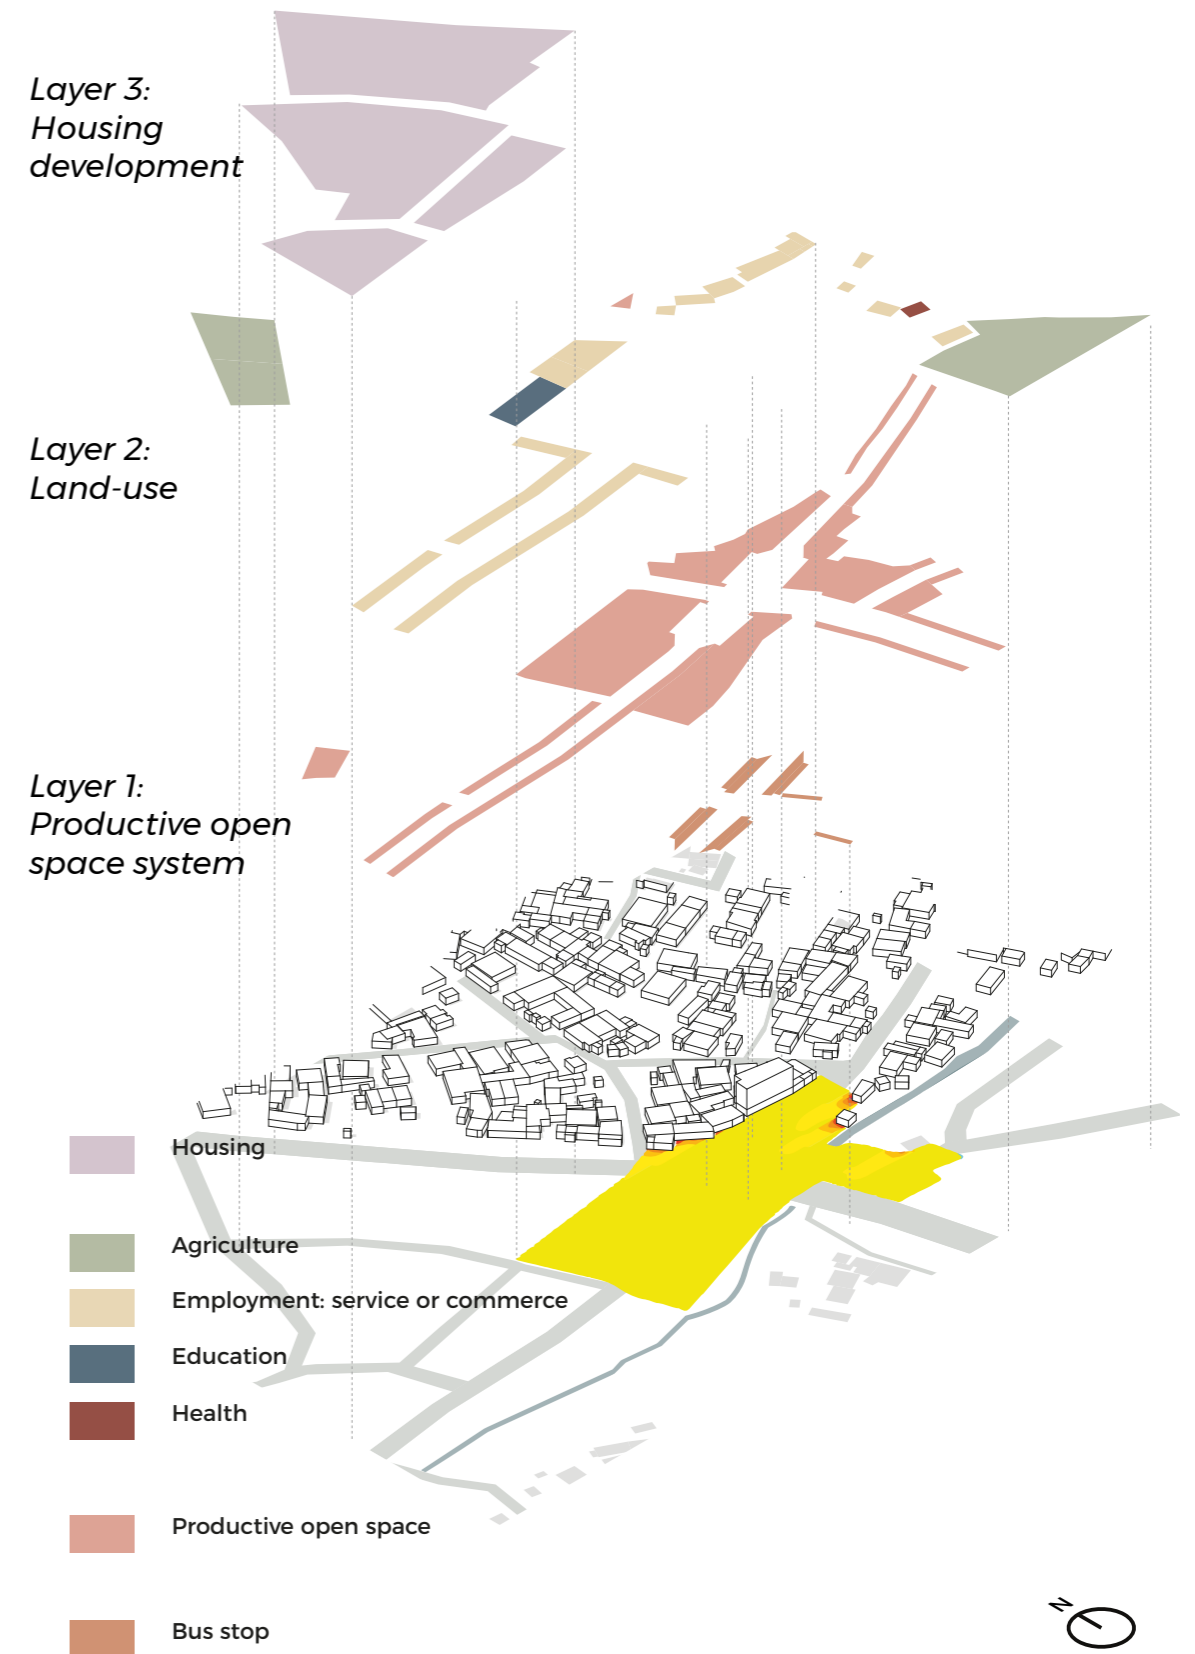 Layer 3:
Housing
development
Layer 2:
Land-use
Layer 1:
Productive open
space system
Housing
Agriculture
Employment: service or commerce
Education
Health
Productive open space
Bus stop
N